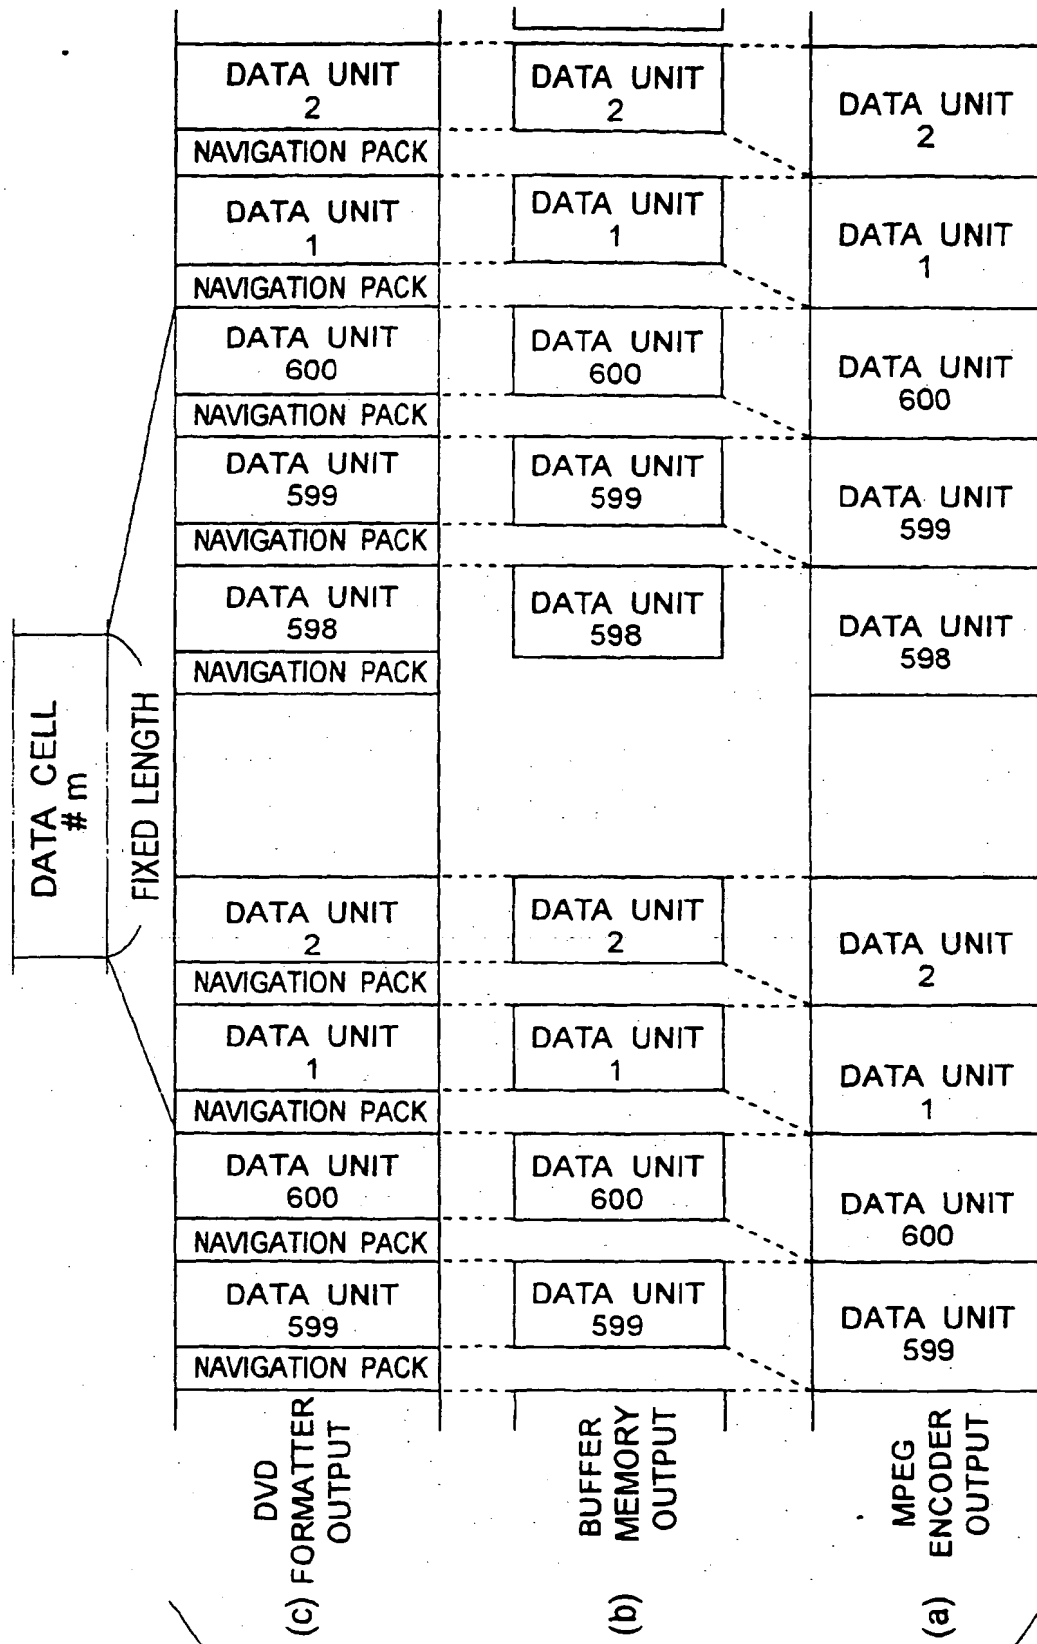 DATA CELL
# m
FIXED LENGTH
DATA UNIT
2
NAVIGATION PACK
DATA UNIT
1
NAVIGATION PACK
DATA UNIT
600
NAVIGATION PACK
DATA UNIT
599
NAVIGATION PACK
DATA UNIT
598
NAVIGATION PACK
DATA UNIT
2
NAVIGATION PACK
DATA UNIT
1
NAVIGATION PACK
DATA UNIT
600
NAVIGATION PACK
DATA UNIT
599
NAVIGATION PACK
DVD
(c) FORMATTER
OUTPUT
DATA UNIT
2
DATA UNIT
1
DATA UNIT
600
DATA UNIT
599
DATA UNIT
598
DATA UNIT
2
DATA UNIT
1
DATA UNIT
600
DATA UNIT
599
BUFFER
(b) MEMORY
OUTPUT
DATA UNIT
2
DATA UNIT
1
DATA UNIT
600
DATA UNIT
599
DATA UNIT
598
DATA UNIT
2
DATA UNIT
1
DATA UNIT
600
DATA UNIT
599
MPEG
(a) ENCODER
OUTPUT